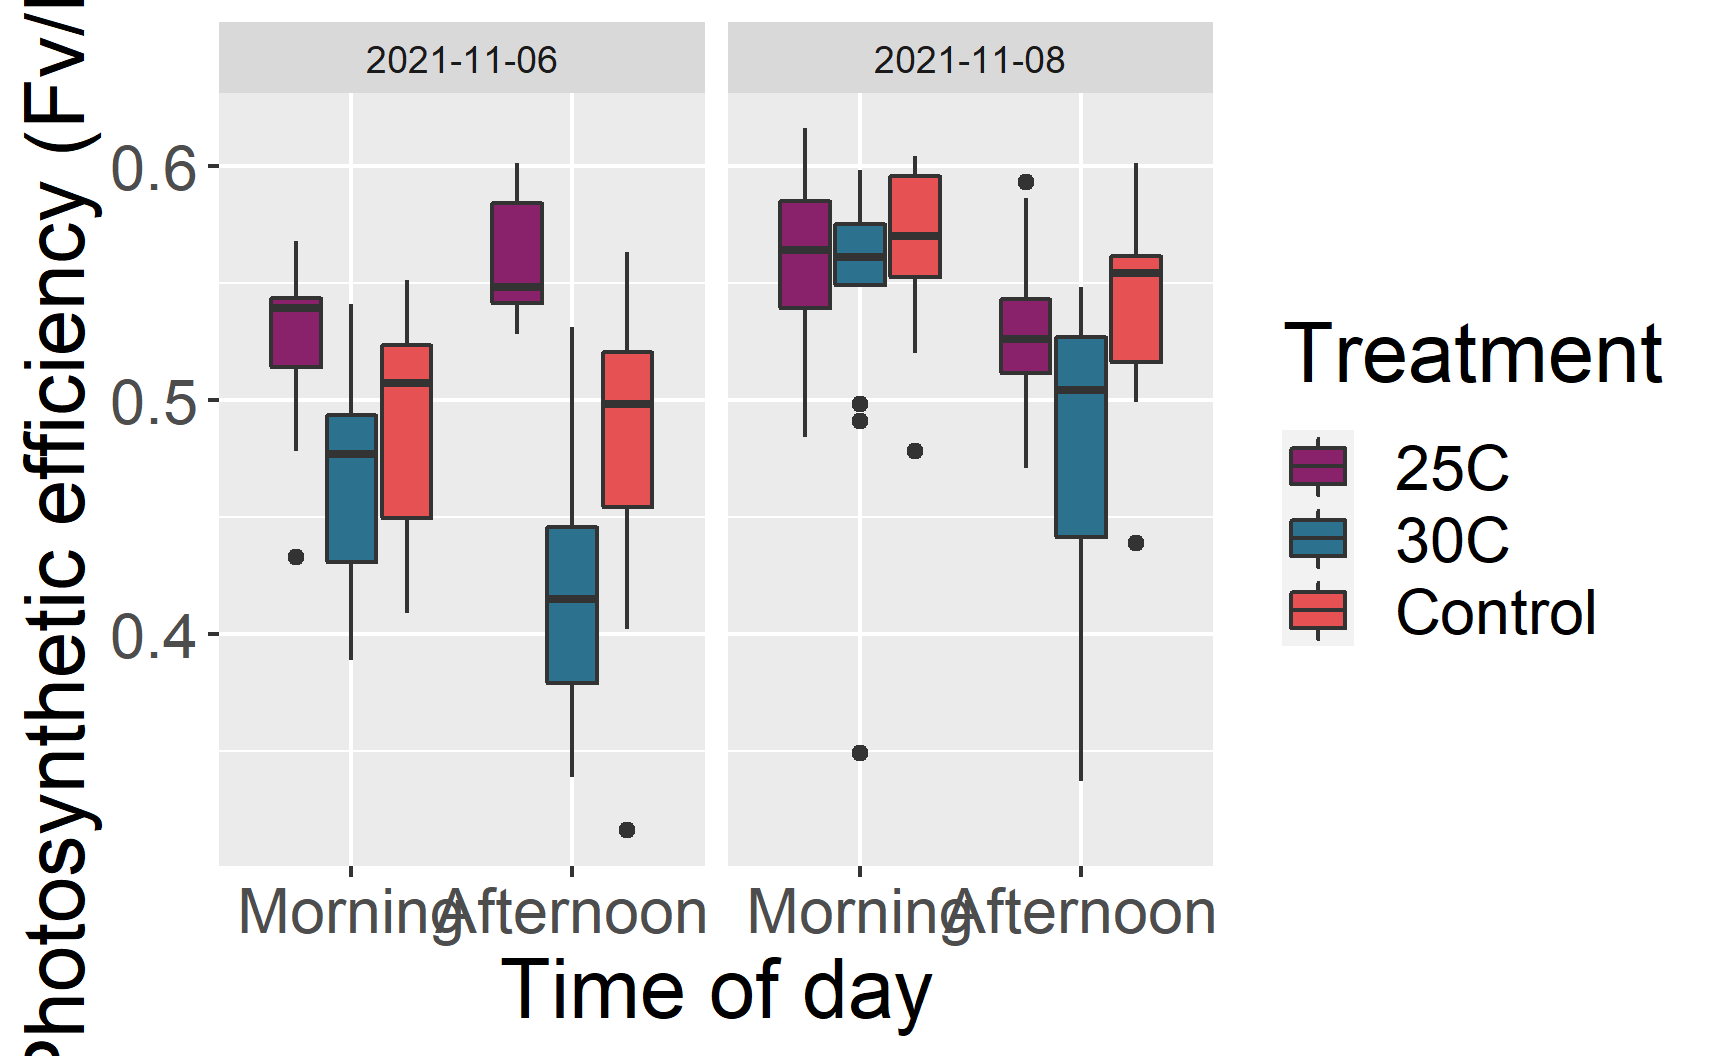 Photosynthetic efficiency (Fv/
2021-11-06
2021-11-08
0.6
0.5
0.4
Morning
Afternoon
Morning
Afternoon
Time of day
Treatment
25C
30C
Control